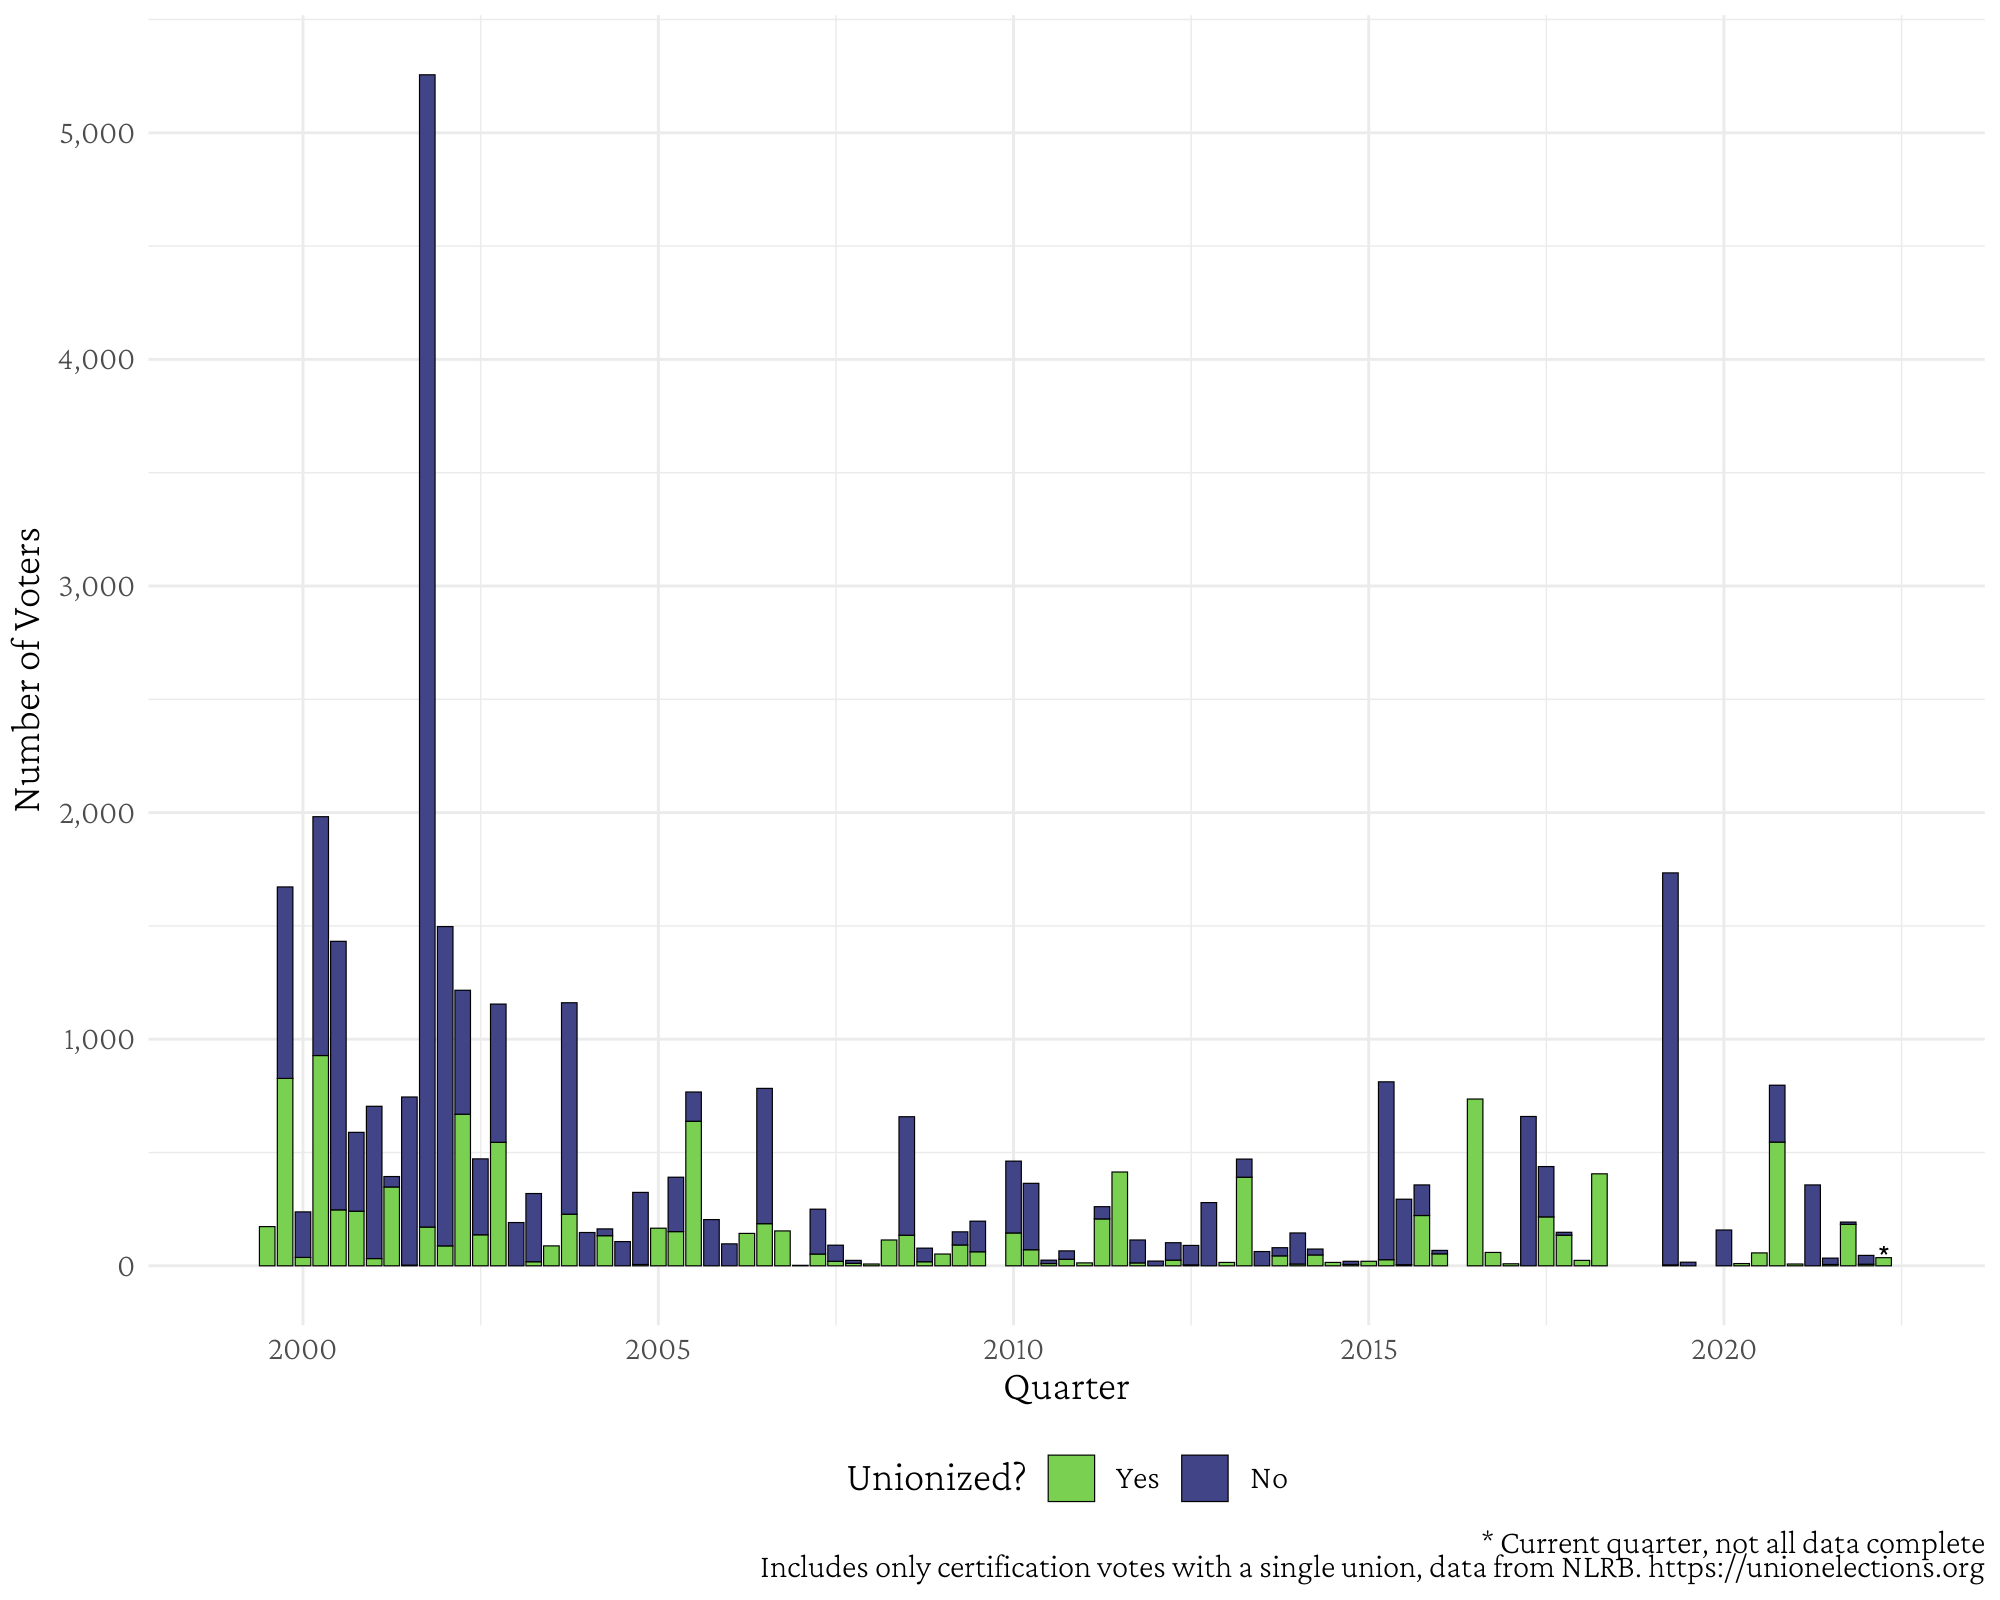 5,000
4,000
3,000
2,000
1,000
0
Number of Voters
*
2000 2005 2010 2015 2020
Quarter
Unionized? Yes No
* Current quarter, not all data complete
Includes only certification votes with a single union, data from NLRB. https://unionelections.org